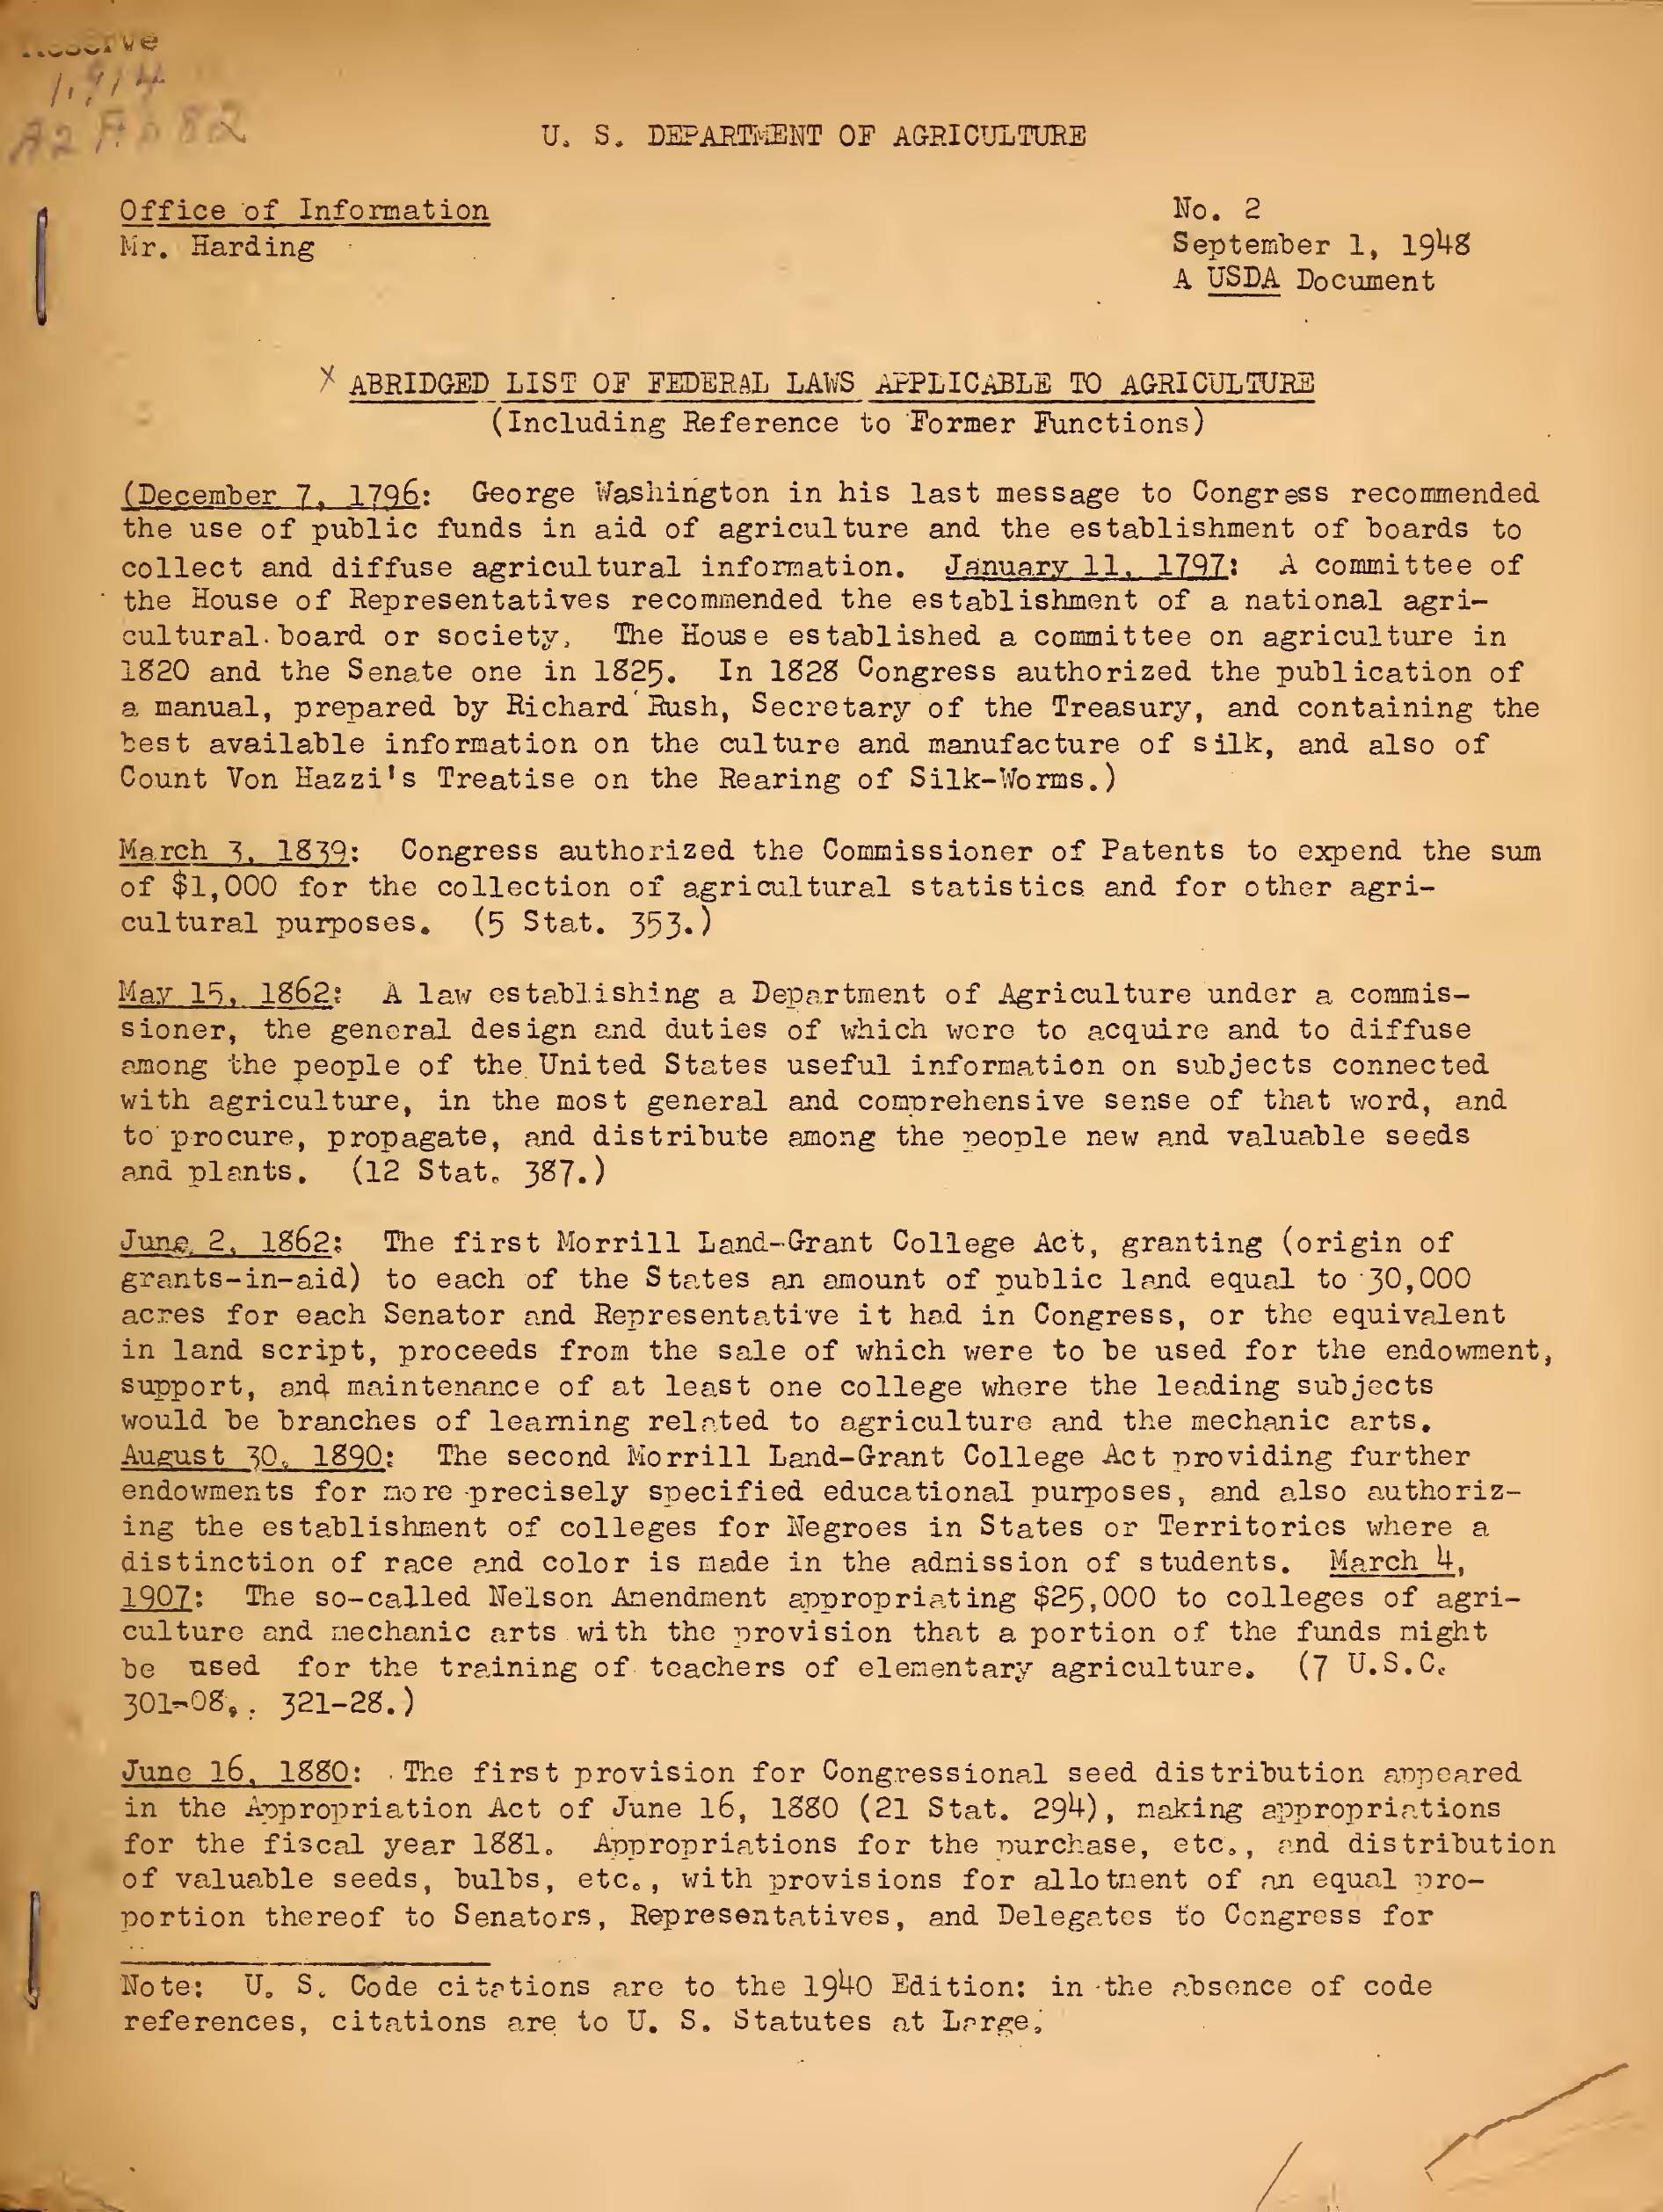 Reserve
1.914
A2
U. S. DEPARTMENT OF AGRICULTURE
Office of Information
Mr. Harding
No. 2
September 1, 1948
A USDA Document
X ABRIDGED LIST OF FEDERAL LAWS APPLICABLE TO AGRICULTURE
(Including Reference to Former Functions)
(December 7, 1796: George Washington in his last message to Congress recommended
the use of public funds in aid of agriculture and the establishment of boards to
collect and diffuse agricultural information. January 11, 1797: A committee of
the House of Representatives recommended the establishment of a national agri-
cultural board or society. The House established a committee on agriculture in
1820 and the Senate one in 1825. In 1828 Congress authorized the publication of
a manual, prepared by Richard Rush, Secretary of the Treasury, and containing the
best available information on the culture and manufacture of silk, and also of
Count Von Hazzi's Treatise on the Rearing of Silk-Worms.)
March 3, 1839: Congress authorized the Commissioner of Patents to expend the sum
of $1,000 for the collection of agricultural statistics and for other agri-
cultural purposes. (5 Stat. 353.)
May 15, 1862: A law establishing a Department of Agriculture under a commis-
sioner, the general design and duties of which were to acquire and to diffuse
among the people of the United States useful information on subjects connected
with agriculture, in the most general and comprehensive sense of that word, and
to procure, propagate, and distribute among the people new and valuable seeds
and plants. (12 Stat. 387.)
June 2, 1862: The first Morrill Land-Grant College Act, granting (origin of
grants-in-aid) to each of the States an amount of public land equal to 30,000
acres for each Senator and Representative it had in Congress, or the equivalent
in land script, proceeds from the sale of which were to be used for the endowment,
support, and maintenance of at least one college where the leading subjects
would be branches of learning related to agriculture and the mechanic arts.
August 30, 1890: The second Morrill Land-Grant College Act providing further
endowments for more precisely specified educational purposes, and also authoriz-
ing the establishment of colleges for Negroes in States or Territories where a
distinction of race and color is made in the admission of students. March 4,
1907: The so-called Nelson Amendment appropriating $25,000 to colleges of agri-
culture and mechanic arts with the provision that a portion of the funds might
be used for the training of teachers of elementary agriculture. (7 U.S.C.
301-08, 321-28.)
June 16, 1880: The first provision for Congressional seed distribution appeared
in the Appropriation Act of June 16, 1880 (21 Stat. 294), making appropriations
for the fiscal year 1881. Appropriations for the purchase, etc., and distribution
of valuable seeds, bulbs, etc., with provisions for allotment of an equal pro-
portion thereof to Senators, Representatives, and Delegates to Congress for
Note: U. S. Code citations are to the 1940 Edition: in the absence of code
references, citations are to U. S. Statutes at Large.